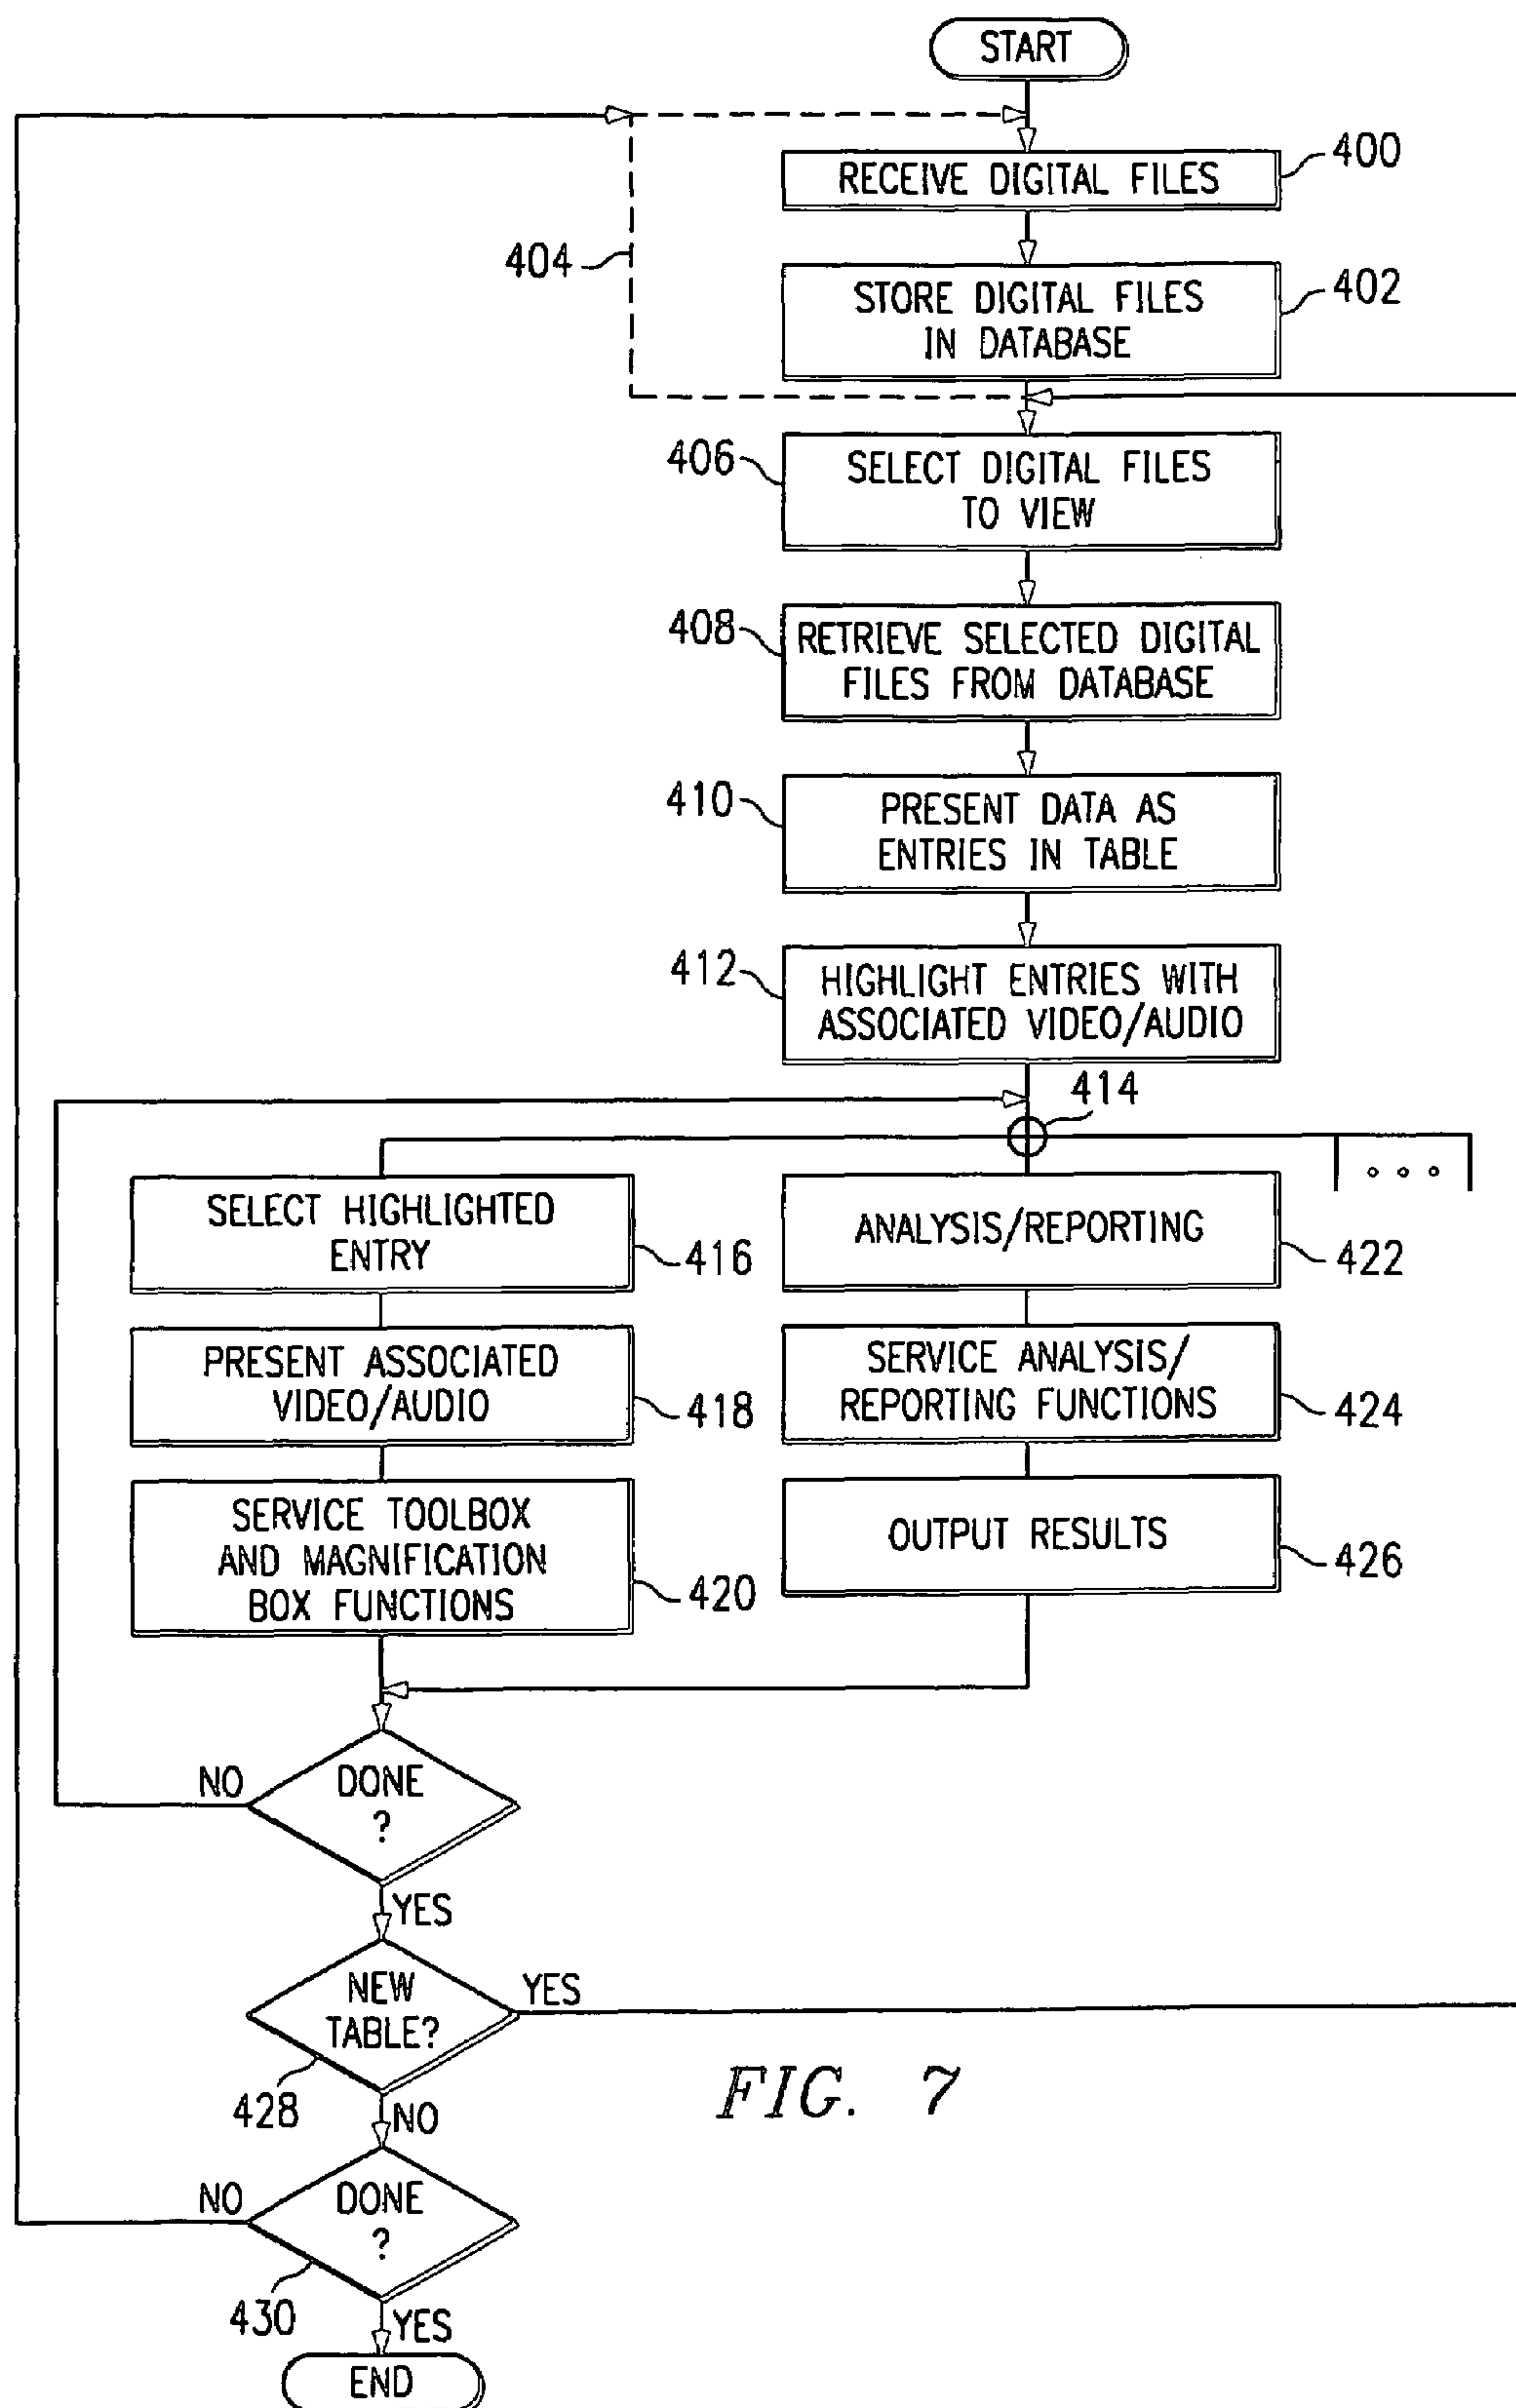 START
RECEIVE DIGITAL FILES
400
STORE DIGITAL FILES
IN DATABASE
402
404
406
SELECT DIGITAL FILES
TO VIEW
408
RETRIEVE SELECTED DIGITAL
FILES FROM DATABASE
410
PRESENT DATA AS
ENTRIES IN TABLE
412
HIGHLIGHT ENTRIES WITH
ASSOCIATED VIDEO/AUDIO
414
SELECT HIGHLIGHTED
ENTRY
416
ANALYSIS/REPORTING
422
PRESENT ASSOCIATED
VIDEO/AUDIO
418
SERVICE ANALYSIS/
REPORTING FUNCTIONS
424
SERVICE TOOLBOX
AND MAGNIFICATION
BOX FUNCTIONS
420
OUTPUT RESULTS
426
NO
DONE
?
YES
NEW
TABLE?
YES
428
NO
FIG. 7
NO
DONE
?
430
YES
END